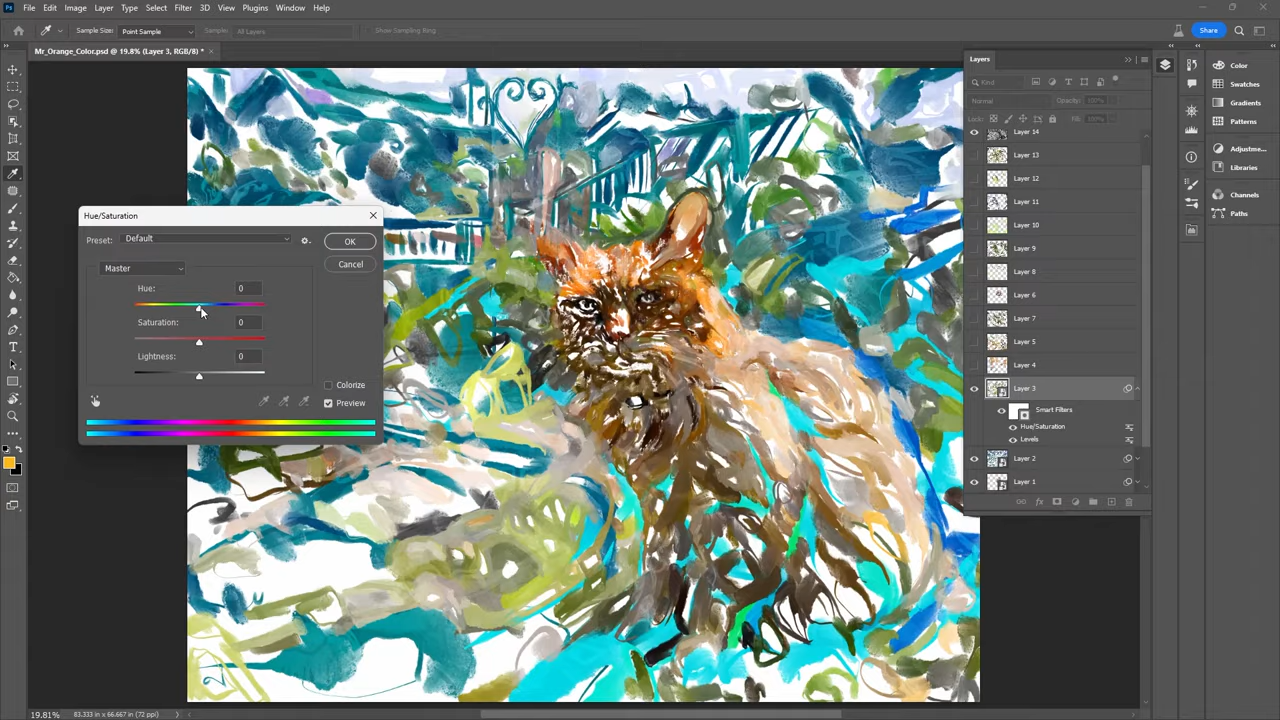 Ps File Edit Image Layer Type Select Filter 3D View Plugins Window Help
Sample Size: Point Sample Sample: All Layers Show Sampling Ring Share
Mr_Orange_Color.psd @ 19.8% (Layer 3, RGB/8) *
Hue/Saturation
Preset: Default
OK
Cancel
Master
Hue: 0
Saturation: 0
Lightness: 0
Colorize
Preview
Layers
Kind
Normal Opacity: 100%
Lock: Fill: 100%
Layer 14
Layer 13
Layer 12
Layer 11
Layer 10
Layer 9
Layer 8
Layer 6
Layer 7
Layer 5
Layer 4
Layer 3
Smart Filters
Hue/Saturation
Levels
Layer 2
Layer 1
fx
Color
Swatches
Gradients
Patterns
Adjustme...
Libraries
Channels
Paths
19.81% 83.333 in x 66.667 in (72 ppi)